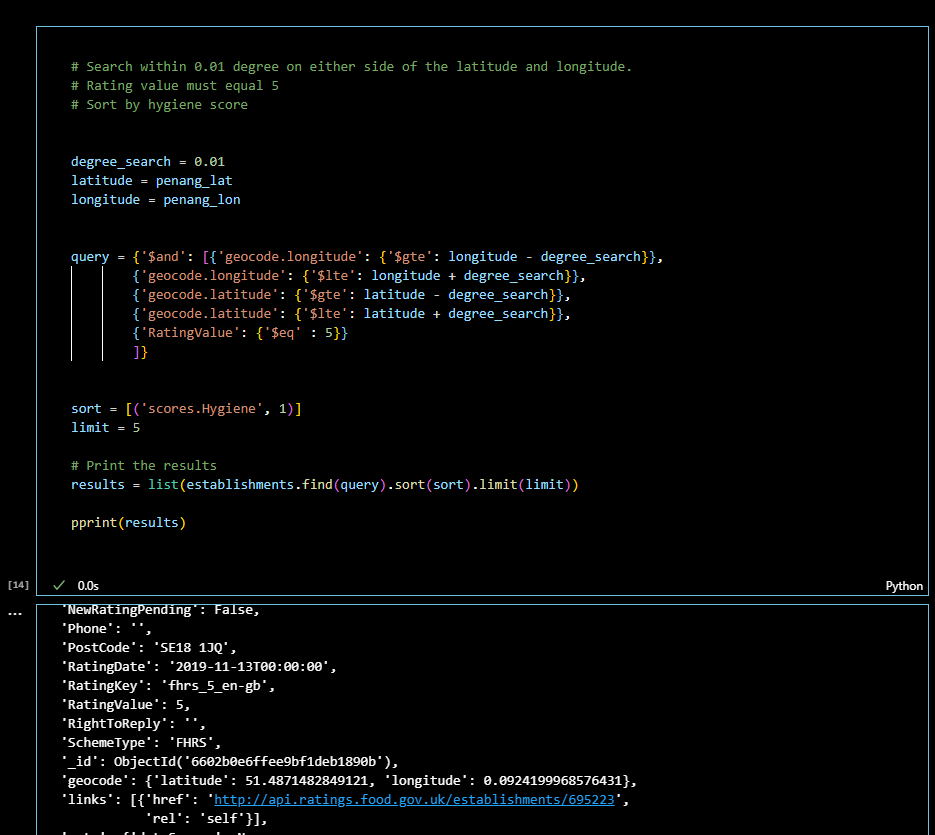 # Search within 0.01 degree on either side of the latitude and longitude.
# Rating value must equal 5
# Sort by hygiene score
degree_search = 0.01
latitude = penang_lat
longitude = penang_lon
query = {'$and': [{'geocode.longitude': {'$gte': longitude - degree_search}},
{'geocode.longitude': {'$lte': longitude + degree_search}},
{'geocode.latitude': {'$gte': latitude - degree_search}},
{'geocode.latitude': {'$lte': latitude + degree_search}},
{'RatingValue': {'$eq' : 5}}
]}
sort = [('scores.Hygiene', 1)]
limit = 5
# Print the results
results = list(establishments.find(query).sort(sort).limit(limit))
pprint(results)
[14] ✓ 0.0s Python
... 'NewRatingPending': False,
'Phone': '',
'PostCode': 'SE18 1JQ',
'RatingDate': '2019-11-13T00:00:00',
'RatingKey': 'fhrs_5_en-gb',
'RatingValue': 5,
'RightToReply': '',
'SchemeType': 'FHRS',
'_id': ObjectId('6602b0e6ffee9bf1deb1890b'),
'geocode': {'latitude': 51.4871482849121, 'longitude': 0.0924199968576431},
'links': [{'href': 'http://api.ratings.food.gov.uk/establishments/695223',
'rel': 'self'}],